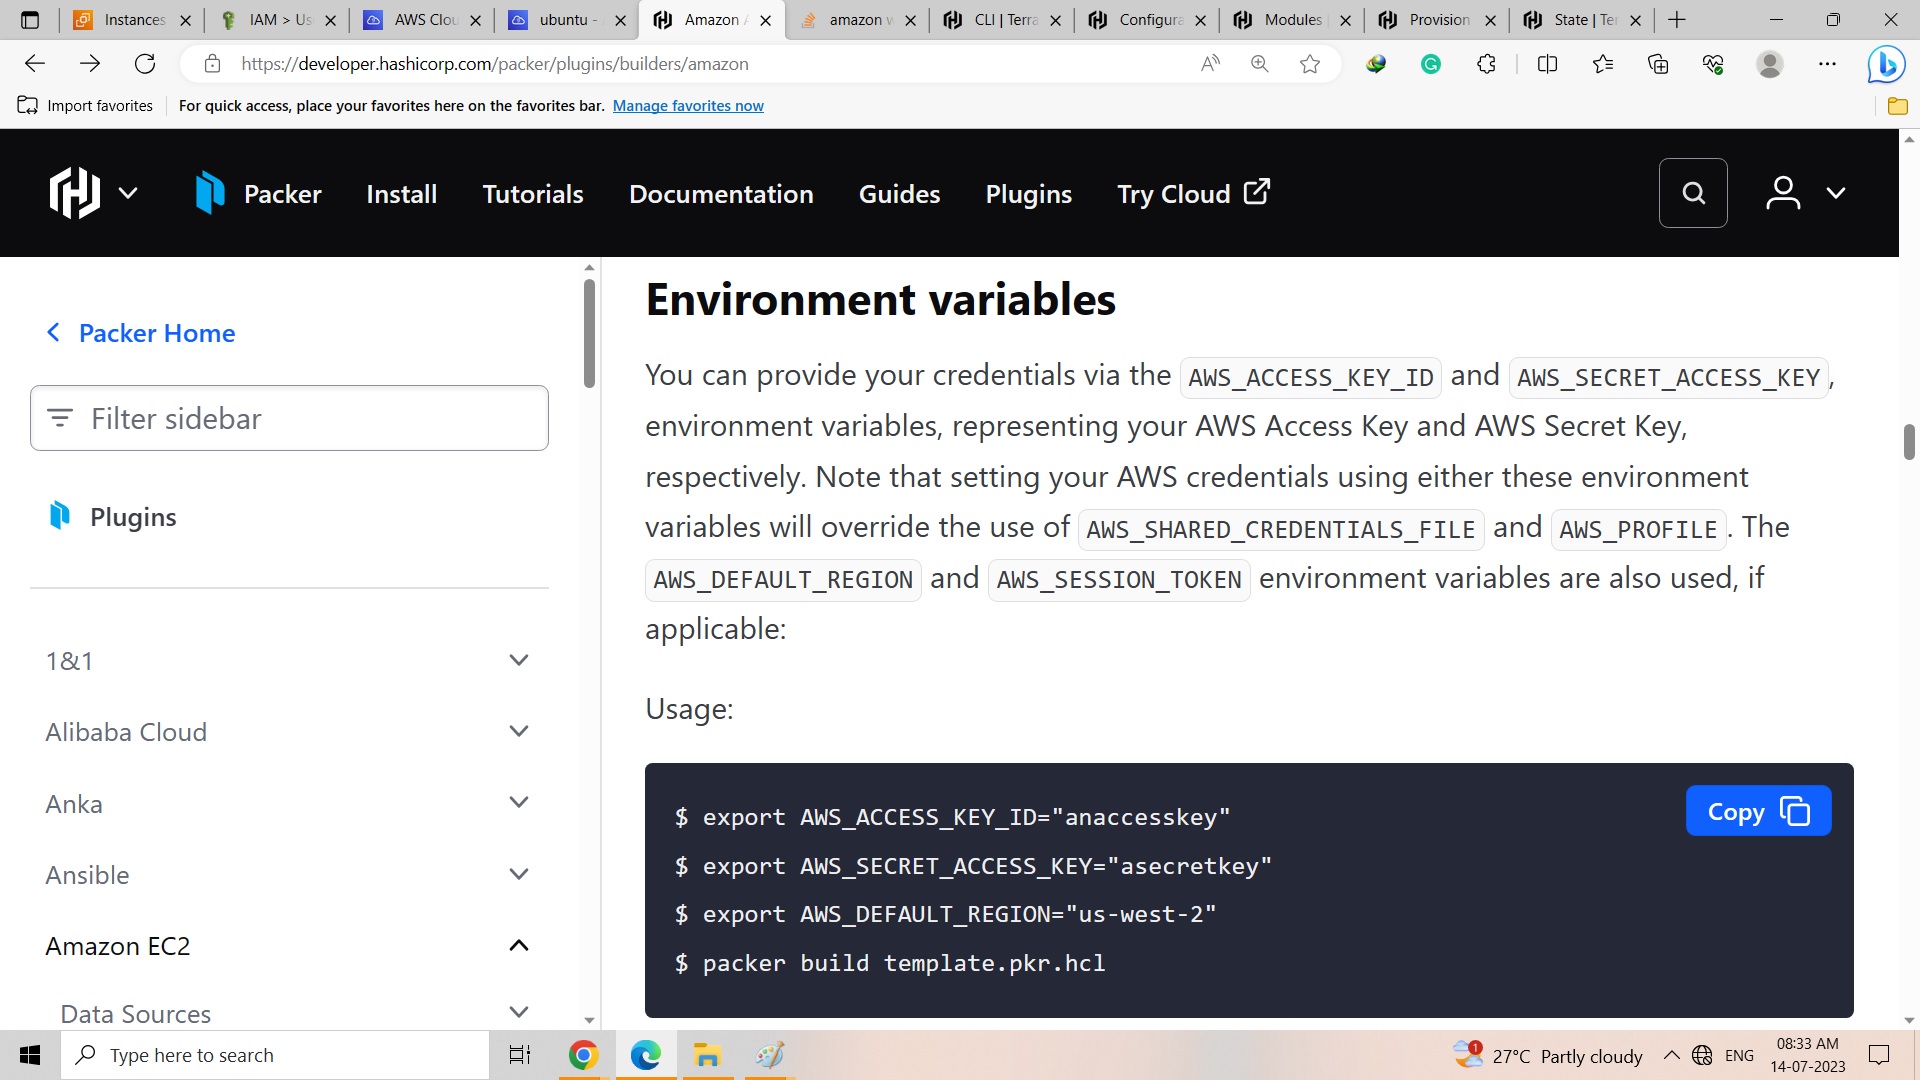 Instances
IAM > Us
AWS Clou
ubuntu -
Amazon A
amazon w
CLI | Terra
Configura
Modules |
Provision
State | Ter
https://developer.hashicorp.com/packer/plugins/builders/amazon
Import favorites
For quick access, place your favorites here on the favorites bar. Manage favorites now
Packer Install Tutorials Documentation Guides Plugins Try Cloud
Packer Home
Filter sidebar
Plugins
1&1
Alibaba Cloud
Anka
Ansible
Amazon EC2
Data Sources
Environment variables
You can provide your credentials via the AWS_ACCESS_KEY_ID and AWS_SECRET_ACCESS_KEY,
environment variables, representing your AWS Access Key and AWS Secret Key,
respectively. Note that setting your AWS credentials using either these environment
variables will override the use of AWS_SHARED_CREDENTIALS_FILE and AWS_PROFILE. The
AWS_DEFAULT_REGION and AWS_SESSION_TOKEN environment variables are also used, if
applicable:
Usage:
Copy
$ export AWS_ACCESS_KEY_ID="anaccesskey"
$ export AWS_SECRET_ACCESS_KEY="asecretkey"
$ export AWS_DEFAULT_REGION="us-west-2"
$ packer build template.pkr.hcl
Type here to search
1
27°C Partly cloudy
ENG
08:33 AM
14-07-2023